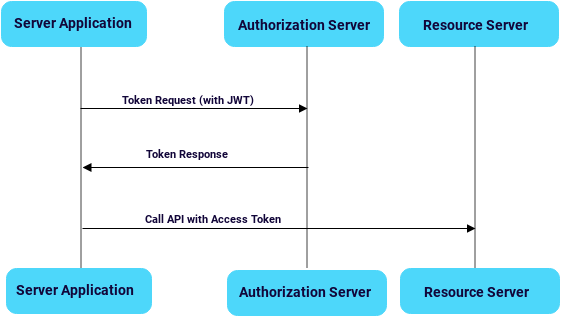 Server Application
Authorization Server
Resource Server
Token Request (with JWT)
Token Response
Call API with Access Token
Server Application
Authorization Server
Resource Server